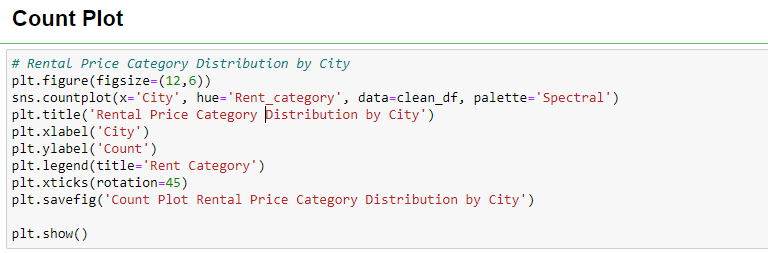 Count Plot
# Rental Price Category Distribution by City
plt.figure(figsize=(12,6))
sns.countplot(x='City', hue='Rent_category', data=clean_df, palette='Spectral')
plt.title('Rental Price Category Distribution by City')
plt.xlabel('City')
plt.ylabel('Count')
plt.legend(title='Rent Category')
plt.xticks(rotation=45)
plt.savefig('Count Plot Rental Price Category Distribution by City')
plt.show()